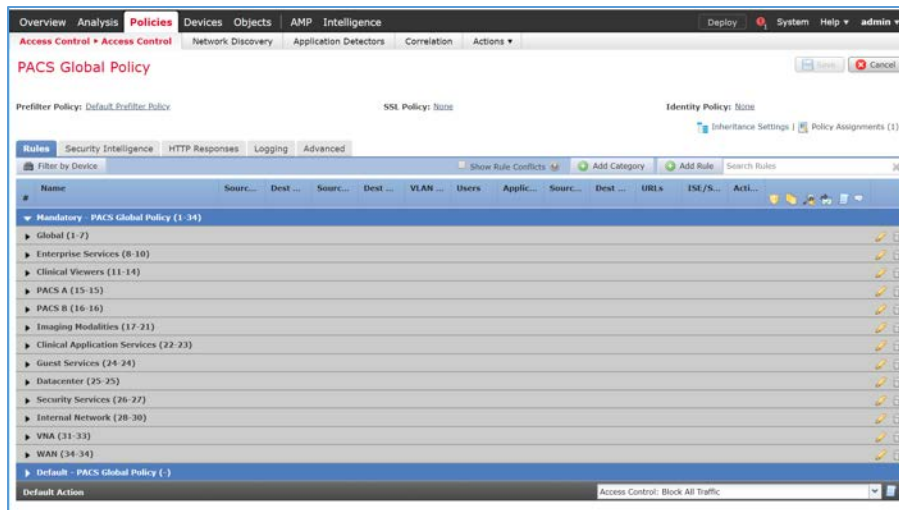 Overview Analysis Policies Devices Objects AMP Intelligence Deploy System Help admin
Access Control ▸ Access Control Network Discovery Application Detectors Correlation Actions
PACS Global Policy Save Cancel
Prefilter Policy: Default Prefilter Policy SSL Policy: None Identity Policy: None
Inheritance Settings | Policy Assignments (1)
Rules Security Intelligence HTTP Responses Logging Advanced
Filter by Device Show Rule Conflicts Add Category Add Rule Search Rules
# Name Sourc... Dest ... Sourc... Dest ... VLAN ... Users Applic... Sourc... Dest ... URLs ISE/S... Acti...
Mandatory - PACS Global Policy (1-34)
Global (1-7)
Enterprise Services (8-10)
Clinical Viewers (11-14)
PACS A (15-15)
PACS B (16-16)
Imaging Modalities (17-21)
Clinical Application Services (22-23)
Guest Services (24-24)
Datacenter (25-25)
Security Services (26-27)
Internal Network (28-30)
VNA (31-33)
WAN (34-34)
Default - PACS Global Policy (-)
Default Action Access Control: Block All Traffic